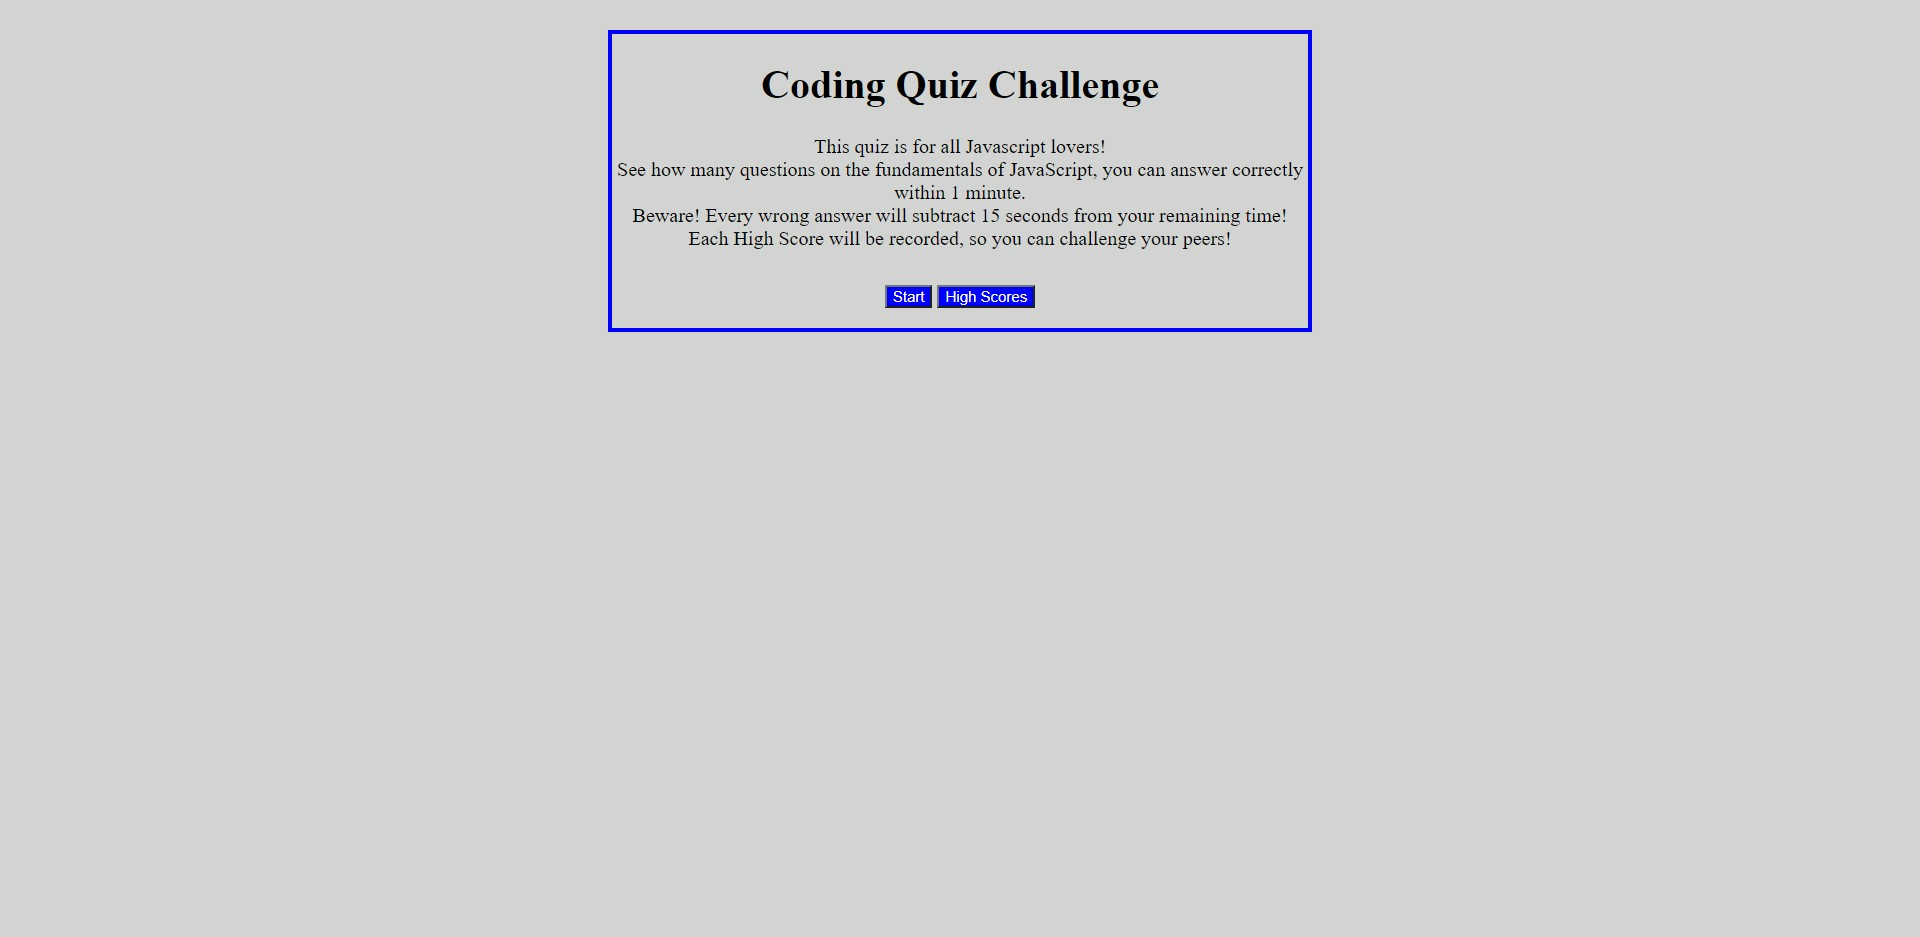 Coding Quiz Challenge
This quiz is for all Javascript lovers!
See how many questions on the fundamentals of JavaScript, you can answer correctly
within 1 minute.
Beware! Every wrong answer will subtract 15 seconds from your remaining time!
Each High Score will be recorded, so you can challenge your peers!
Start High Scores